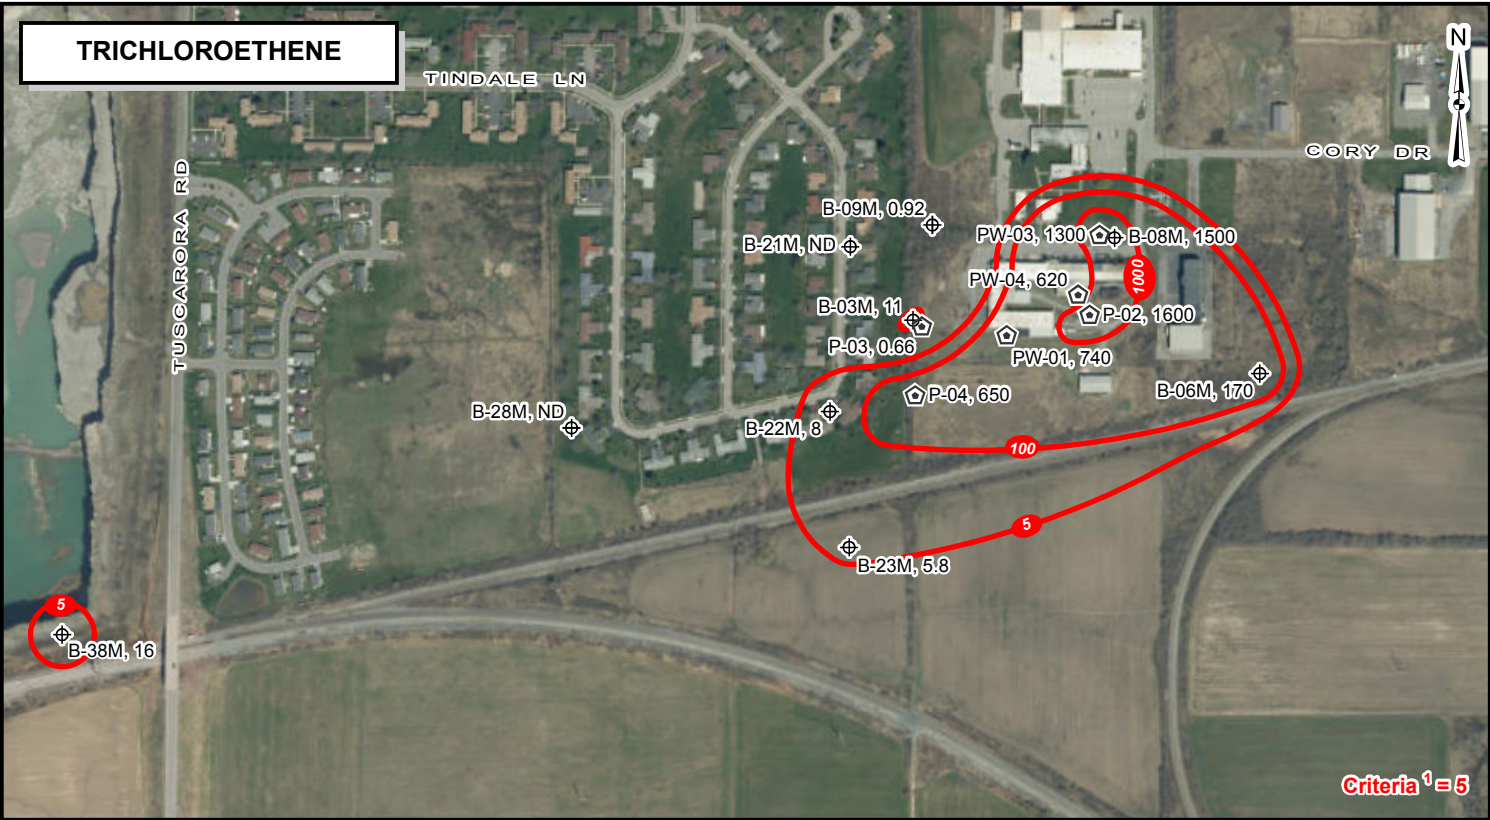 TRICHLOROETHENE
N
TINDALE LN
CORY DR
TUSCARORA RD
B-09M, 0.92
B-21M, ND
PW-03, 1300
B-08M, 1500
1000
PW-04, 620
B-03M, 11
P-02, 1600
P-03, 0.66
PW-01, 740
B-06M, 170
P-04, 650
B-28M, ND
B-22M, 8
100
5
B-23M, 5.8
5
B-38M, 16
Criteria 1 = 5